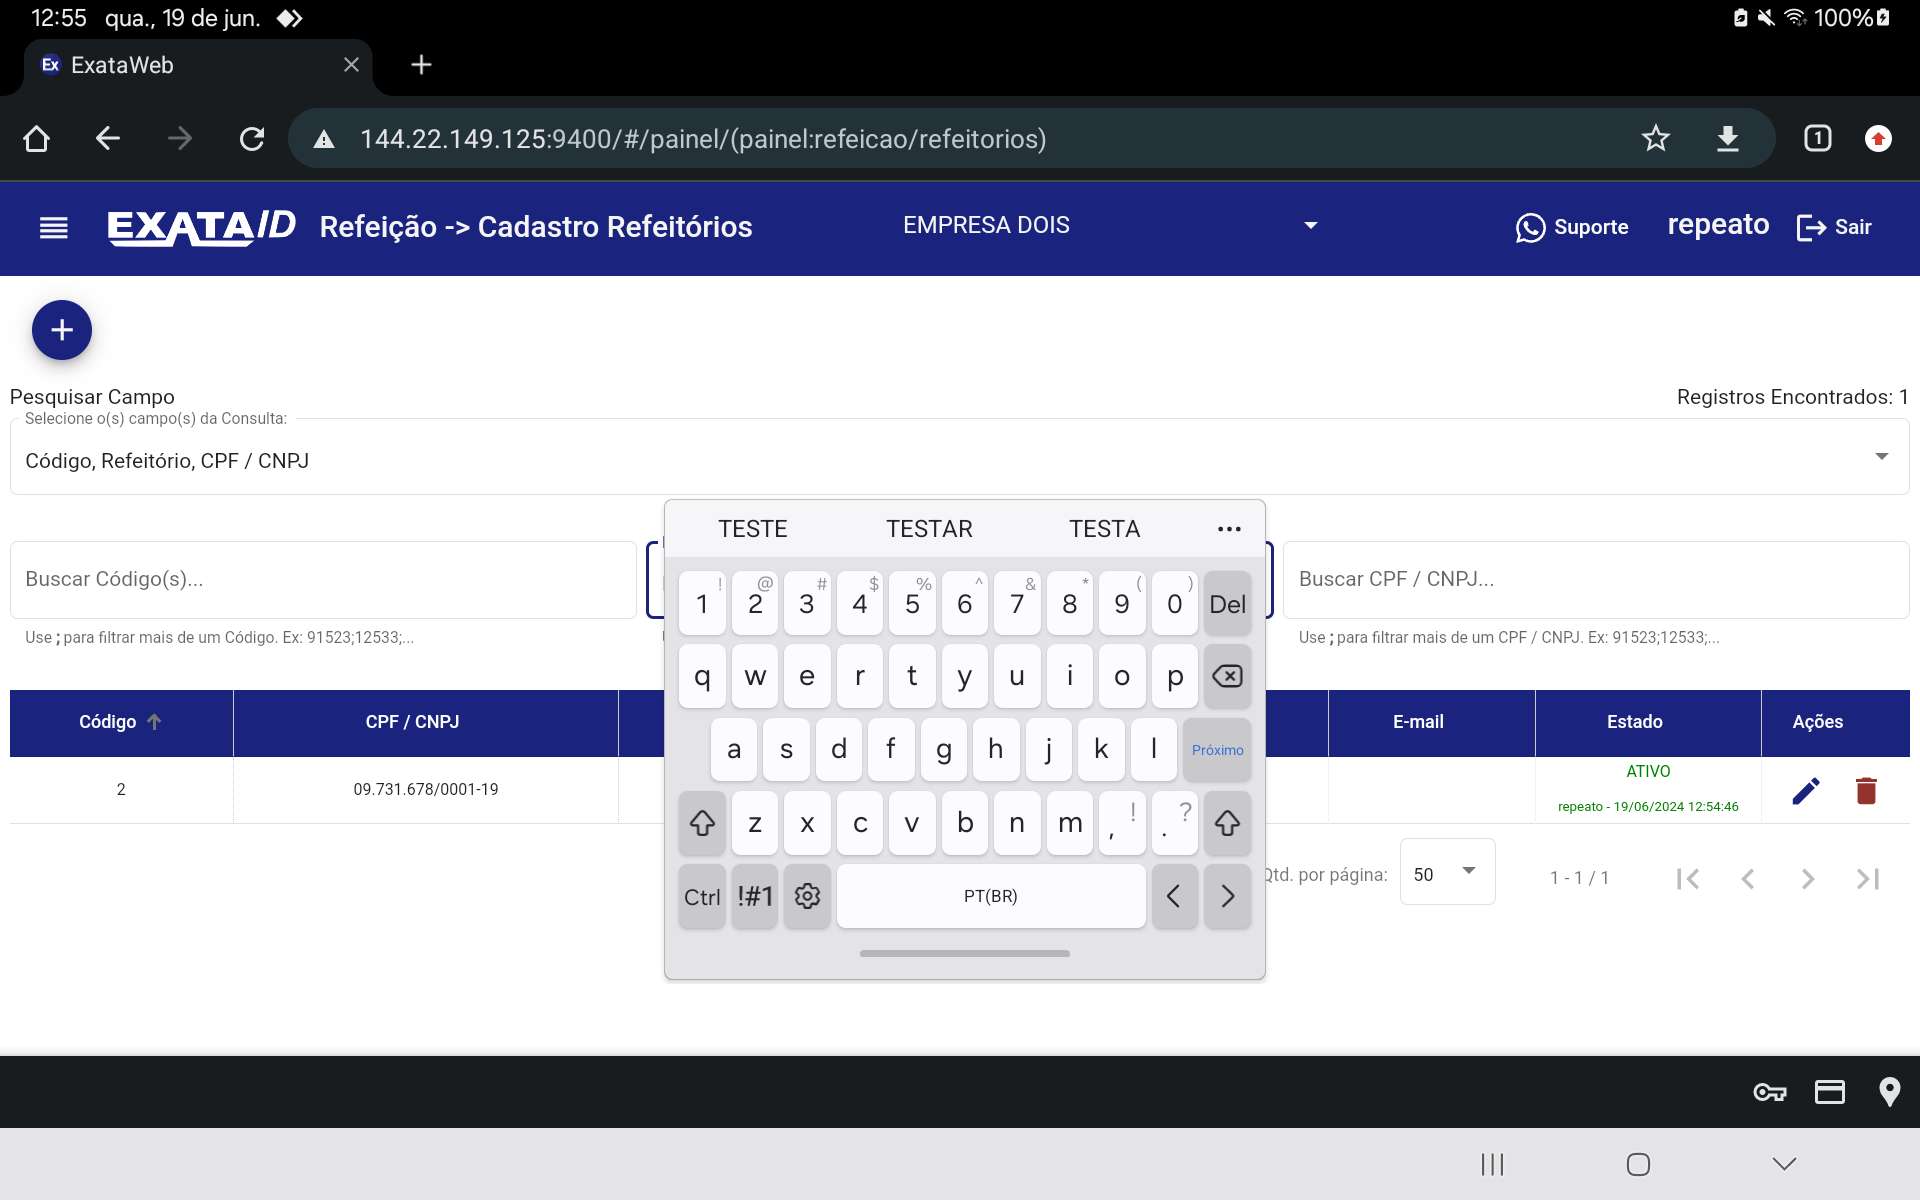 12:55 qua., 19 de jun. 100%
Ex ExataWeb
144.22.149.125:9400/#/painel/(painel:refeicao/refeitorios) 1
EXATA/D Refeição -> Cadastro Refeitórios EMPRESA DOIS Suporte repeato Sair
+
Pesquisar Campo Registros Encontrados: 1
Selecione o(s) campo(s) da Consulta:
Código, Refeitório, CPF / CNPJ
TESTE TESTAR TESTA ...
Buscar Código(s)... Buscar CPF / CNPJ...
! @ # $ % ^ & * ( )
1 2 3 4 5 6 7 8 9 0 Del
Use ; para filtrar mais de um Código. Ex: 91523;12533;... Use ; para filtrar mais de um CPF / CNPJ. Ex: 91523;12533;...
q w e r t y u i o p
Código CPF / CNPJ E-mail Estado Ações
a s d f g h j k l Próximo
2 09.731.678/0001-19 ATIVO
repeato - 19/06/2024 12:54:46
z x c v b n m , ! . ?
Qtd. por página: 50 1 - 1 / 1
Ctrl !#1 PT(BR) < >